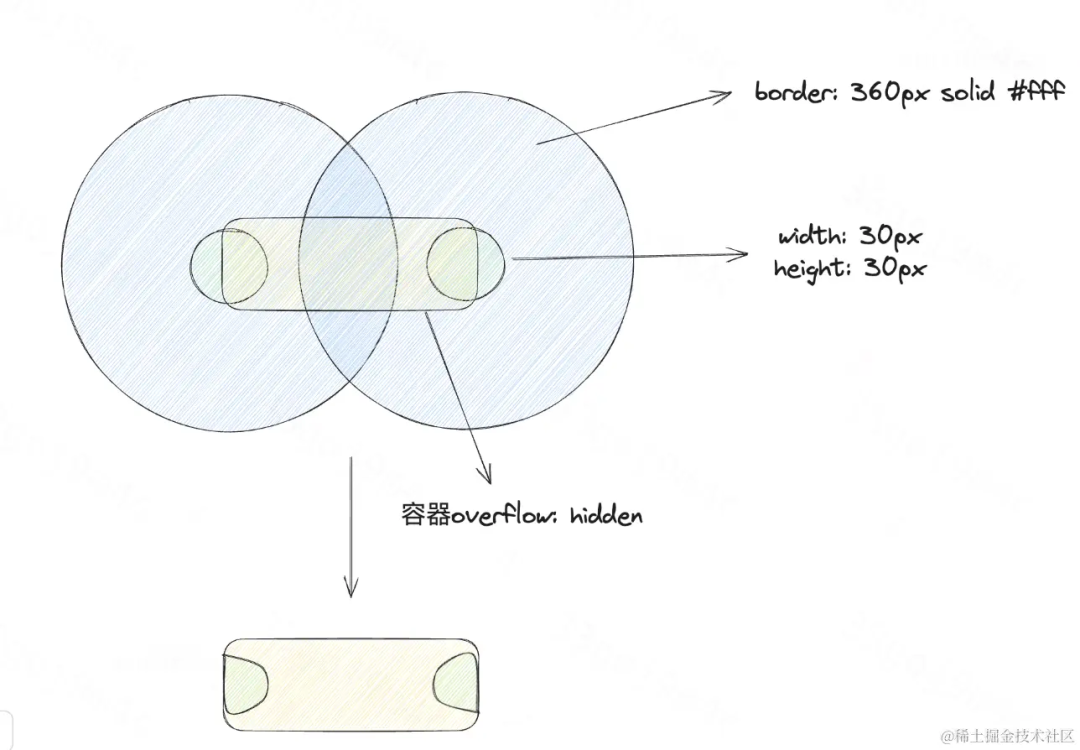 border: 360px solid #fff
width: 30px
height: 30px
容器overflow: hidden
@稀土掘金技术社区